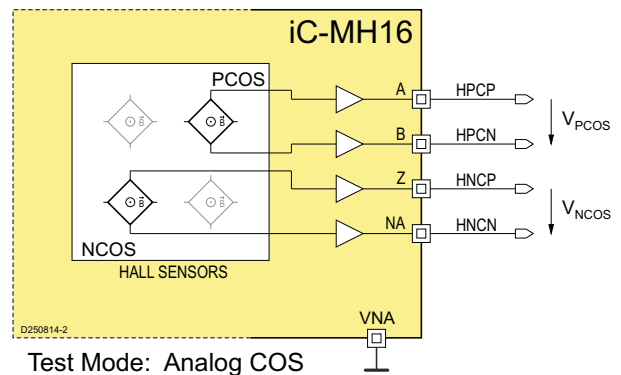 iC-MH16
PCOS
A
HPCP
B
HPCN
VPCOS
Z
HNCP
NA
HNCN
VNCOS
NCOS
HALL SENSORS
VNA
D250814-2
Test Mode: Analog COS